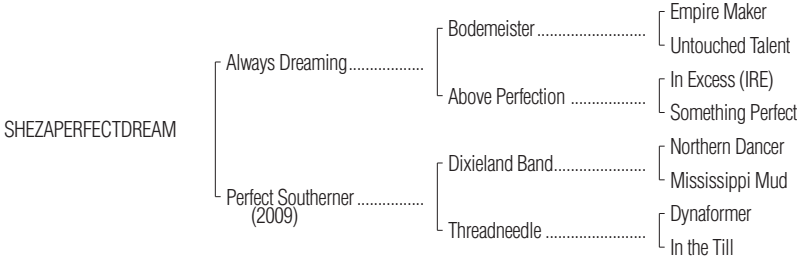 Empire Maker
Bodemeister
Untouched Talent
Always Dreaming
In Excess (IRE)
Above Perfection
Something Perfect
SHEZAPERFECTDREAM
Northern Dancer
Dixieland Band
Mississippi Mud
Perfect Southerner
(2009)
Dynaformer
Threadneedle
In the Till